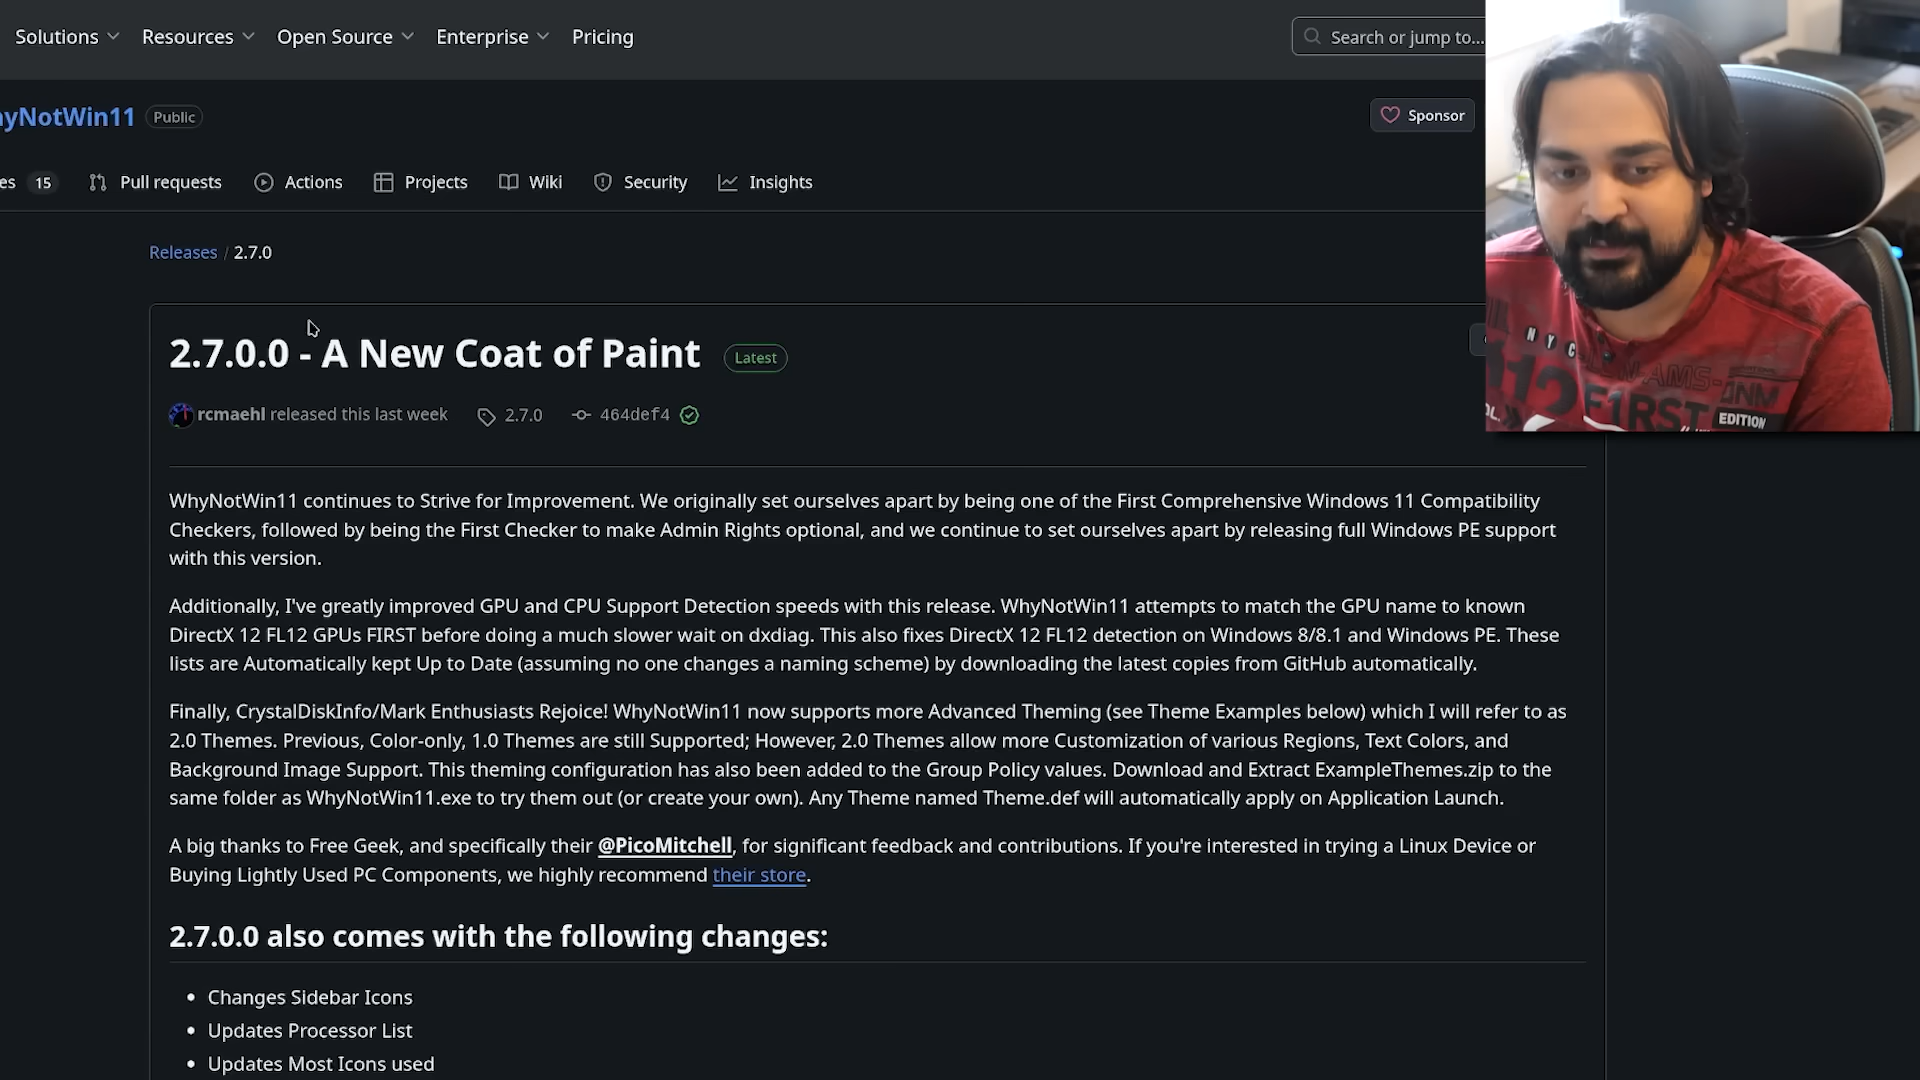 Solutions Resources Open Source Enterprise Pricing Search or jump to...
hyNotWin11 Public Sponsor
es 15 Pull requests Actions Projects Wiki Security Insights
Releases / 2.7.0
2.7.0.0 - A New Coat of Paint Latest
rcmaehl released this last week 2.7.0 464def4
WhyNotWin11 continues to Strive for Improvement. We originally set ourselves apart by being one of the First Comprehensive Windows 11 Compatibility
Checkers, followed by being the First Checker to make Admin Rights optional, and we continue to set ourselves apart by releasing full Windows PE support
with this version.
Additionally, I've greatly improved GPU and CPU Support Detection speeds with this release. WhyNotWin11 attempts to match the GPU name to known
DirectX 12 FL12 GPUs FIRST before doing a much slower wait on dxdiag. This also fixes DirectX 12 FL12 detection on Windows 8/8.1 and Windows PE. These
lists are Automatically kept Up to Date (assuming no one changes a naming scheme) by downloading the latest copies from GitHub automatically.
Finally, CrystalDiskInfo/Mark Enthusiasts Rejoice! WhyNotWin11 now supports more Advanced Theming (see Theme Examples below) which I will refer to as
2.0 Themes. Previous, Color-only, 1.0 Themes are still Supported; However, 2.0 Themes allow more Customization of various Regions, Text Colors, and
Background Image Support. This theming configuration has also been added to the Group Policy values. Download and Extract ExampleThemes.zip to the
same folder as WhyNotWin11.exe to try them out (or create your own). Any Theme named Theme.def will automatically apply on Application Launch.
A big thanks to Free Geek, and specifically their @PicoMitchell, for significant feedback and contributions. If you're interested in trying a Linux Device or
Buying Lightly Used PC Components, we highly recommend their store.
2.7.0.0 also comes with the following changes:
• Changes Sidebar Icons
• Updates Processor List
• Updates Most Icons used
NYC
112 F1RST
EDITION